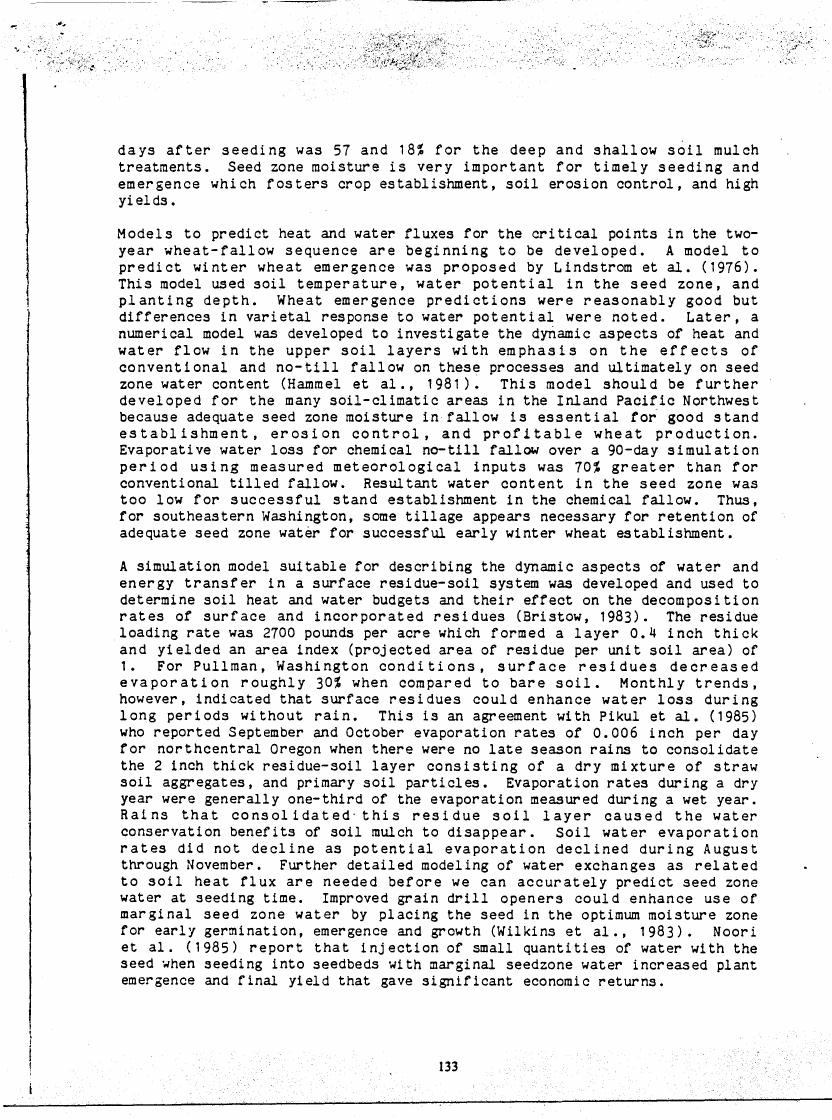 days after seeding was 57 and 18% for the deep and shallow soil mulch
treatments. Seed zone moisture is very important for timely seeding and
emergence which fosters crop establishment, soil erosion control, and high
yields.
Models to predict heat and water fluxes for the critical points in the two-
year wheat-fallow sequence are beginning to be developed. A model to
predict winter wheat emergence was proposed by Lindstrom et al. (1976).
This model used soil temperature, water potential in the seed zone, and
planting depth. Wheat emergence predictions were reasonably good but
differences in varietal response to water potential were noted. Later, a
numerical model was developed to investigate the dynamic aspects of heat and
water flow in the upper soil layers with emphasis on the effects of
conventional and no-till fallow on these processes and ultimately on seed
zone water content (Hammel et al., 1981). This model should be further
developed for the many soil-climatic areas in the Inland Pacific Northwest
because adequate seed zone moisture in fallow is essential for good stand
establishment, erosion control, and profitable wheat production.
Evaporative water loss for chemical no-till fallow over a 90-day simulation
period using measured meteorological inputs was 70% greater than for
conventional tilled fallow. Resultant water content in the seed zone was
too low for successful stand establishment in the chemical fallow. Thus,
for southeastern Washington, some tillage appears necessary for retention of
adequate seed zone water for successful early winter wheat establishment.
A simulation model suitable for describing the dynamic aspects of water and
energy transfer in a surface residue-soil system was developed and used to
determine soil heat and water budgets and their effect on the decomposition
rates of surface and incorporated residues (Bristow, 1983). The residue
loading rate was 2700 pounds per acre which formed a layer 0.4 inch thick
and yielded an area index (projected area of residue per unit soil area) of
1. For Pullman, Washington conditions, surface residues decreased
evaporation roughly 30% when compared to bare soil. Monthly trends,
however, indicated that surface residues could enhance water loss during
long periods without rain. This is an agreement with Pikul et al. (1985)
who reported September and October evaporation rates of 0.006 inch per day
for northcentral Oregon when there were no late season rains to consolidate
the 2 inch thick residue-soil layer consisting of a dry mixture of straw
soil aggregates, and primary soil particles. Evaporation rates during a dry
year were generally one-third of the evaporation measured during a wet year.
Rains that consolidated this residue soil layer caused the water
conservation benefits of soil mulch to disappear. Soil water evaporation
rates did not decline as potential evaporation declined during August
through November. Further detailed modeling of water exchanges as related
to soil heat flux are needed before we can accurately predict seed zone
water at seeding time. Improved grain drill openers could enhance use of
marginal seed zone water by placing the seed in the optimum moisture zone
for early germination, emergence and growth (Wilkins et al., 1983). Noori
et al. (1985) report that injection of small quantities of water with the
seed when seeding into seedbeds with marginal seedzone water increased plant
emergence and final yield that gave significant economic returns.
133